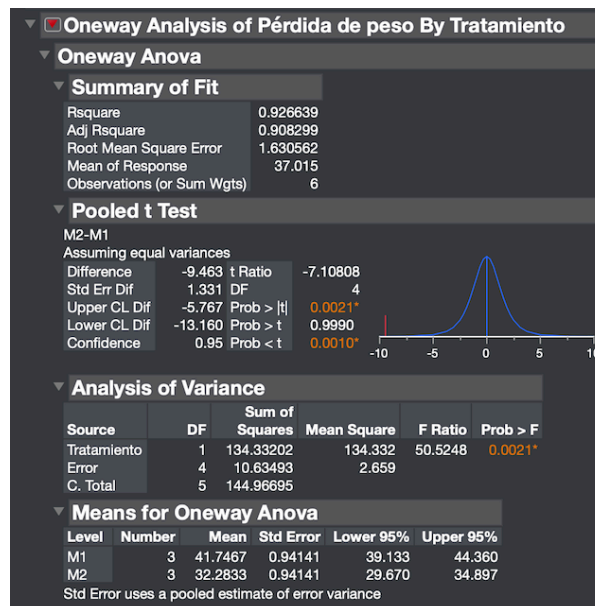 Oneway Analysis of Pérdida de peso By Tratamiento
Oneway Anova
Summary of Fit
Rsquare 0.926639
Adj Rsquare 0.908299
Root Mean Square Error 1.630562
Mean of Response 37.015
Observations (or Sum Wgts) 6
Pooled t Test
M2-M1
Assuming equal variances
Difference -9.463 t Ratio -7.10808
Std Err Dif 1.331 DF 4
Upper CL Dif -5.767 Prob > |t| 0.0021*
Lower CL Dif -13.160 Prob > t 0.9990
Confidence 0.95 Prob < t 0.0010*
-10 -5 0 5 10
Analysis of Variance
Sum of
Source DF Squares Mean Square F Ratio Prob > F
Tratamiento 1 134.33202 134.332 50.5248 0.0021*
Error 4 10.63493 2.659
C. Total 5 144.96695
Means for Oneway Anova
Level Number Mean Std Error Lower 95% Upper 95%
M1 3 41.7467 0.94141 39.133 44.360
M2 3 32.2833 0.94141 29.670 34.897
Std Error uses a pooled estimate of error variance